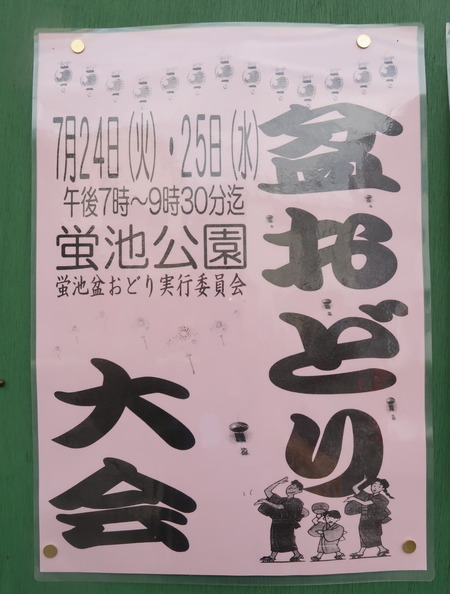 盆おどり
大会
7月24日(火)・25日(水)
午後7時〜9時30分迄
蛍池公園
蛍池盆おどり実行委員会